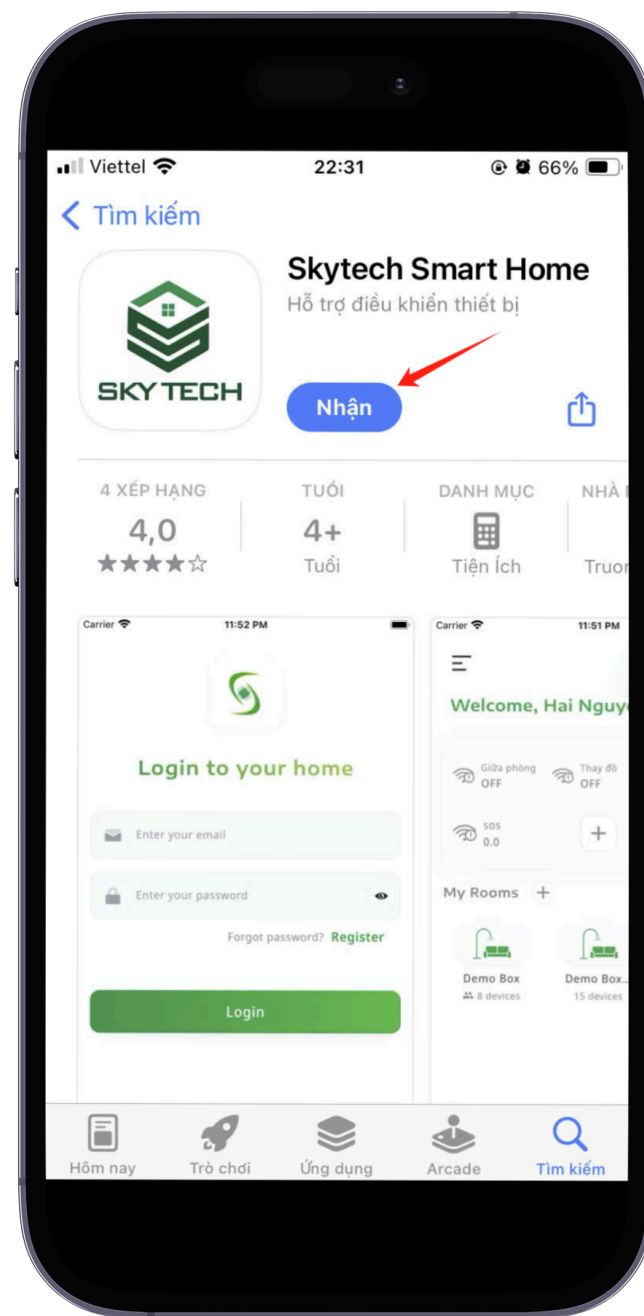 Viettel
22:31
66%
Tìm kiếm
SKY TECH
Skytech Smart Home
Hỗ trợ điều khiển thiết bị
Nhận
4 XẾP HẠNG
4,0
TUỔI
4+
Tuổi
DANH MỤC
Tiện Ích
NHÀ
Carrier
11:52 PM
Login to your home
Enter your email
Enter your password
Forgot password? Register
Login
Carrier
11:51 PM
Welcome, Hai
Giữa phòng
OFF
Thay đồ
OFF
sos
0.0
+
My Rooms +
Demo Box
8 devices
Demo Box...
15 devices
Hôm nay
Trò chơi
Ứng dụng
Arcade
Tìm kiếm